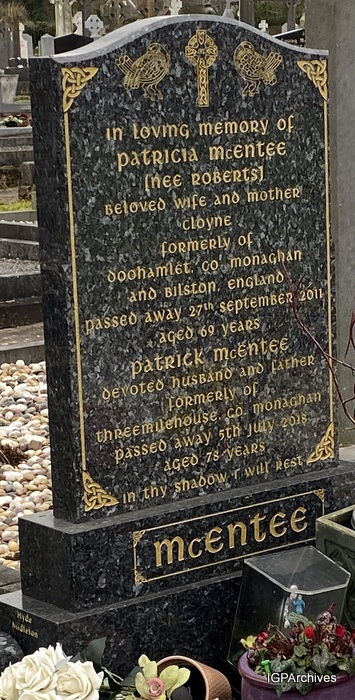 in loving memory of
patricia mcentee
[nee roberts]
beloved wife and mother
cloyne
formerly of
doohamlet, co. monaghan
and bilston, england
passed away 27th september 2011
aged 69 years
patrick mcentee
devoted husband and father
formerly of
threemilehouse, co. monaghan
passed away 5th july 2018
aged 78 years
in thy shadow i will rest
mcentee
Hyde
Midleton
IGPArchives